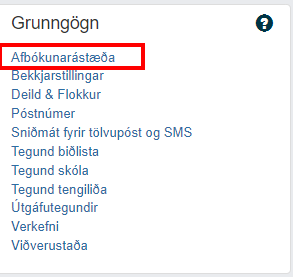 Grunngögn
Afbókunarástæða
Bekkjarstillingar
Deild & Flokkur
Póstnúmer
Sniðmát fyrir tölvupóst og SMS
Tegund biðlista
Tegund skóla
Tegund tengiliða
Útgáfutegundir
Verkefni
Viðverustaða